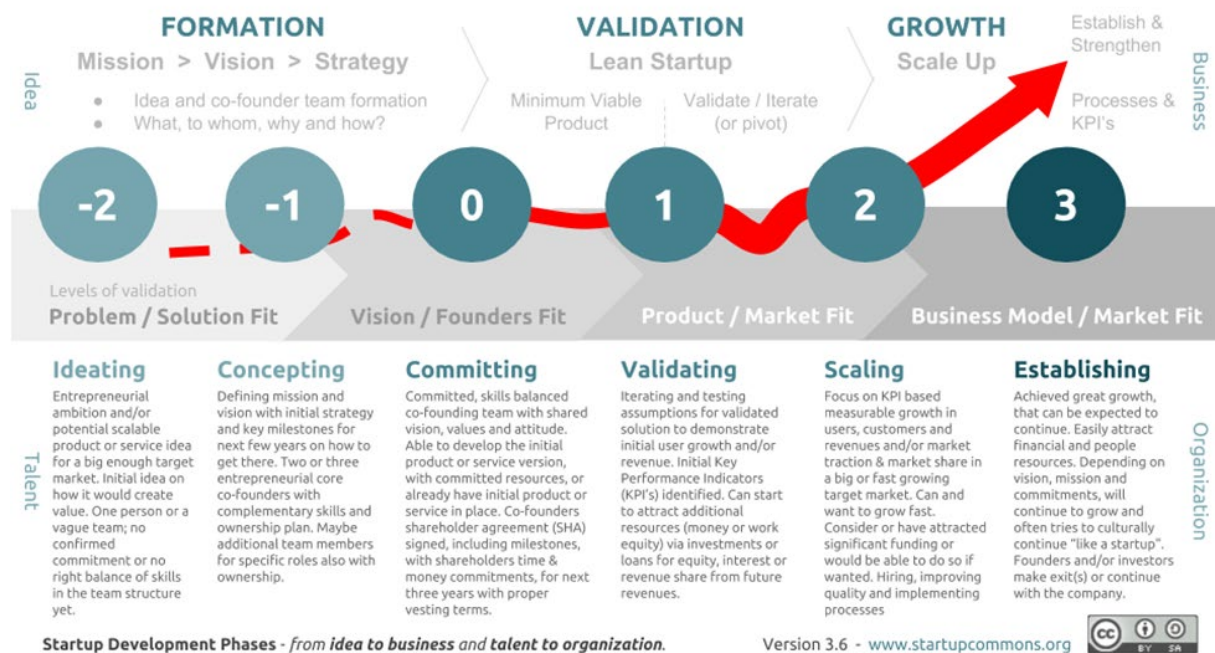 FORMATION
Mission > Vision > Strategy
● Idea and co-founder team formation
● What, to whom, why and how?
VALIDATION
Lean Startup
Minimum Viable
Product
Validate / Iterate
(or pivot)
GROWTH
Scale Up
Establish &
Strengthen
Processes &
KPI's
Idea
Business
-2
-1
0
1
2
3
Levels of validation
Problem / Solution Fit
Vision / Founders Fit
Product / Market Fit
Business Model / Market Fit
Talent
Ideating
Entrepreneurial
ambition and/or
potential scalable
product or service idea
for a big enough target
market. Initial idea on
how it would create
value. One person or a
vague team; no
confirmed
commitment or no
right balance of skills
in the team structure
yet.
Concepting
Defining mission and
vision with initial strategy
and key milestones for
next few years on how to
get there. Two or three
entrepreneurial core
co-founders with
complementary skills and
ownership plan. Maybe
additional team members
for specific roles also with
ownership.
Committing
Committed, skills balanced
co-founding team with shared
vision, values and attitude.
Able to develop the initial
product or service version,
with committed resources, or
already have initial product or
service in place. Co-founders
shareholder agreement (SHA)
signed, including milestones,
with shareholders time &
money commitments, for next
three years with proper
vesting terms.
Validating
Iterating and testing
assumptions for validated
solution to demonstrate
initial user growth and/or
revenue. Initial Key
Performance Indicators
(KPI's) identified. Can start
to attract additional
resources (money or work
equity) via investments or
loans for equity, interest or
revenue share from future
revenues.
Scaling
Focus on KPI based
measurable growth in
users, customers and
revenues and/or market
traction & market share in
a big or fast growing
target market. Can and
want to grow fast.
Consider or have attracted
significant funding or
would be able to do so if
wanted. Hiring, improving
quality and implementing
processes
Establishing
Achieved great growth,
that can be expected to
continue. Easily attract
financial and people
resources. Depending on
vision, mission and
commitments, will
continue to grow and
often tries to culturally
continue "like a startup".
Founders and/or investors
make exit(s) or continue
with the company.
Organization
Startup Development Phases - from idea to business and talent to organization.
Version 3.6 - www.startupcommons.org
cc
BY SA